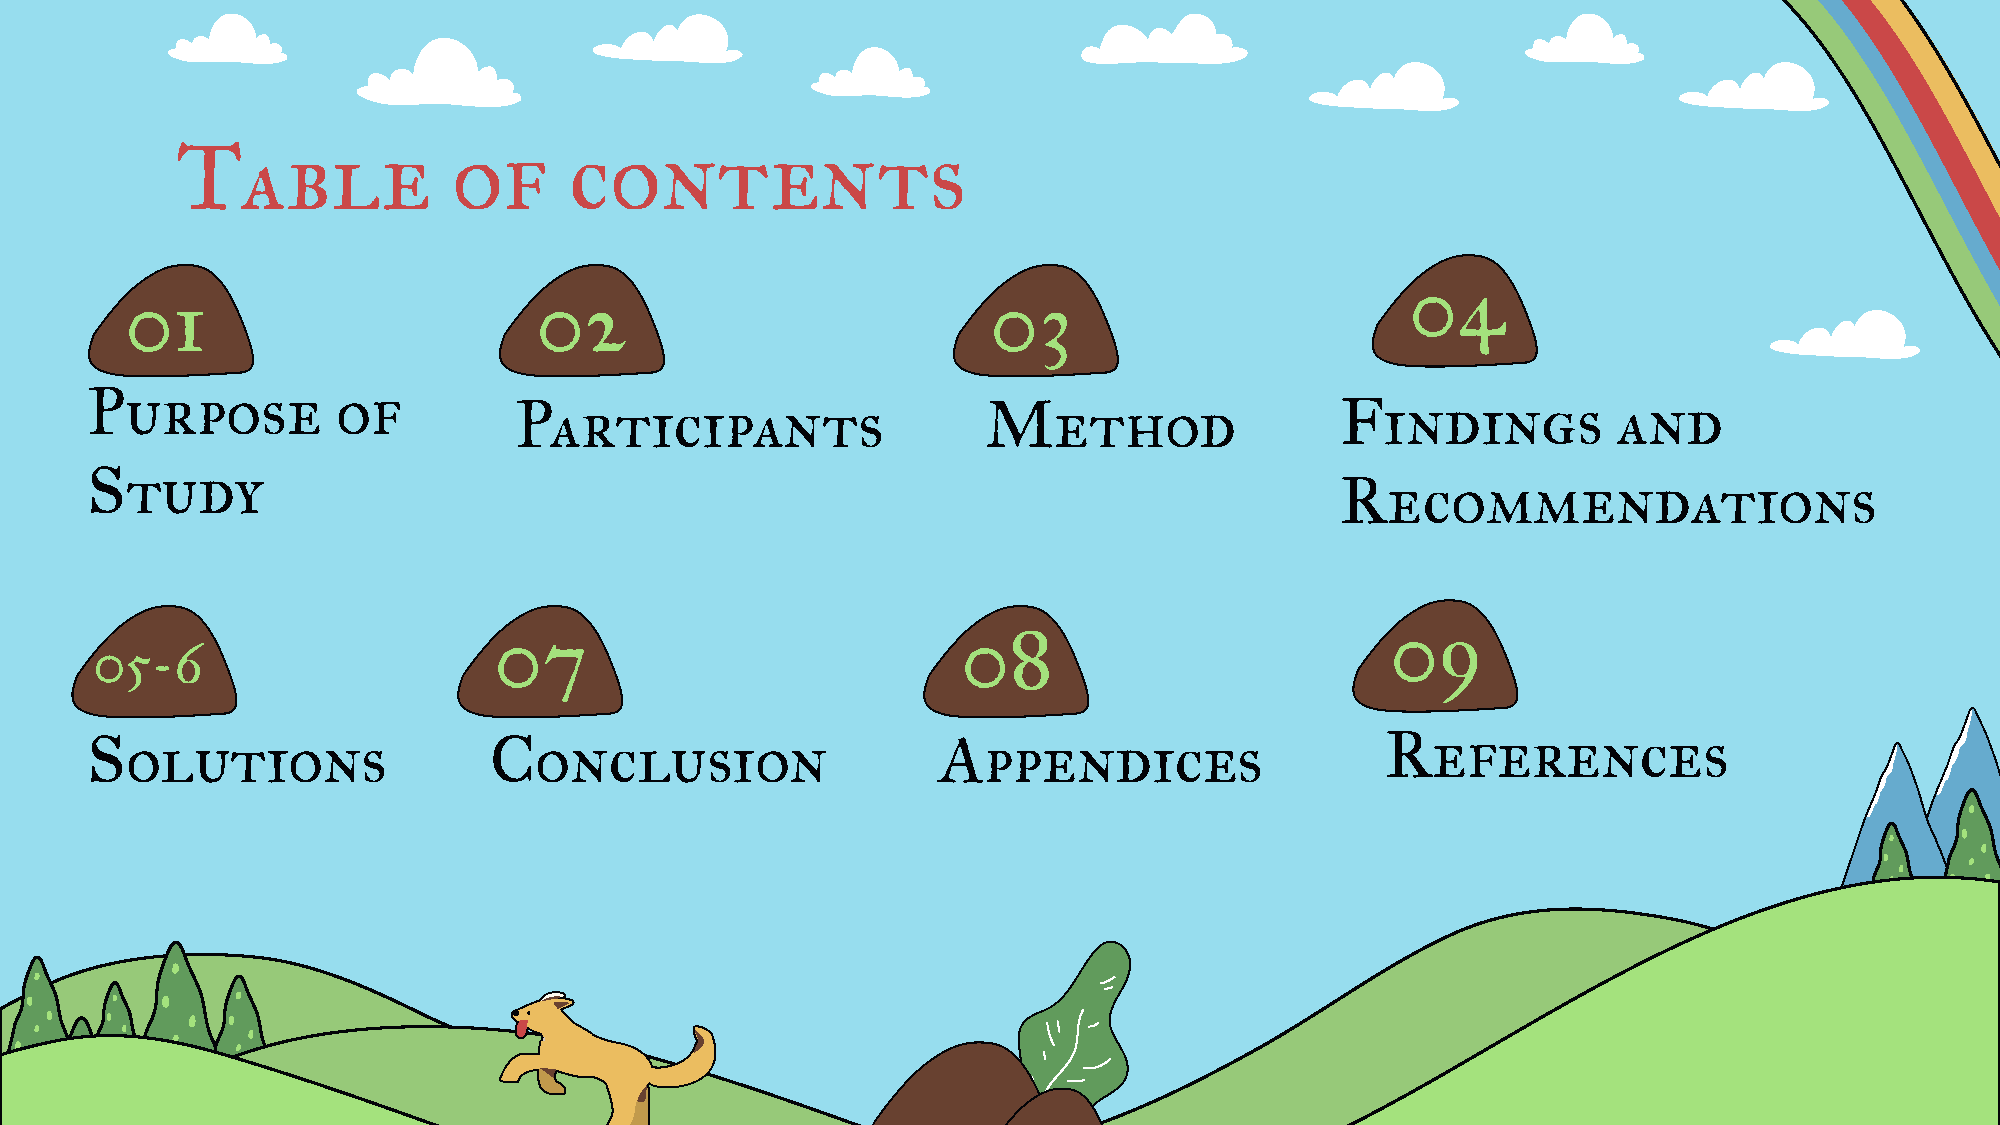 Table of contents
01
Purpose of
Study
02
Participants
03
Method
04
Findings and
Recommendations
05-6
Solutions
07
Conclusion
08
Appendices
09
References